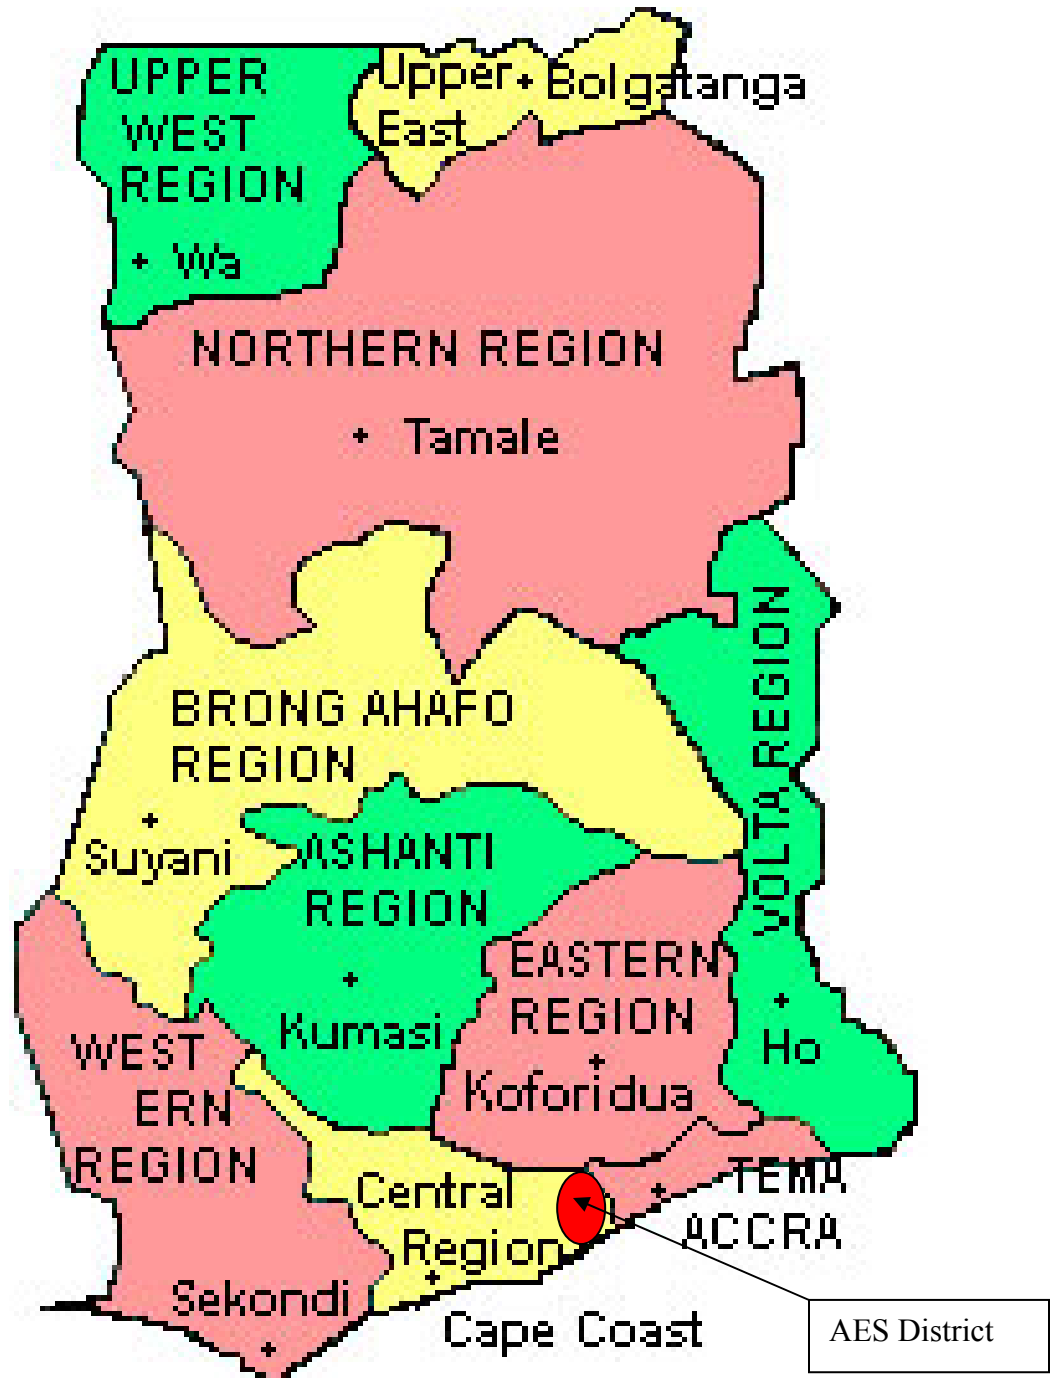 UPPER
WEST
REGION
Wa
Upper
East
Bolgatanga
NORTHERN REGION
Tamale
BRONG AHAFO
REGION
Suyani
VOLTA REGION
ASHANTI
REGION
Kumasi
EASTERN
REGION
Koforidua
Ho
WEST
ERN
REGION
Sekondi
Central
Region
Cape Coast
TEMA
ACCRA
AES District